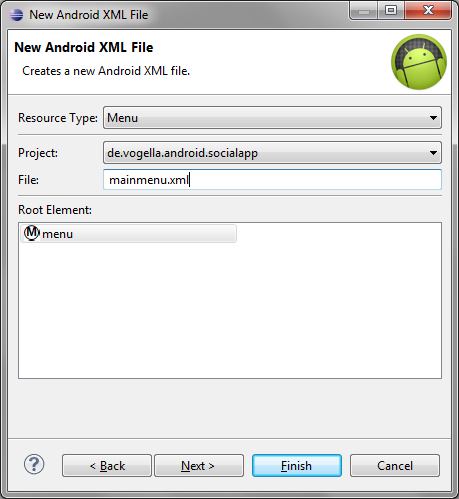 New Android XML File
New Android XML File
Creates a new Android XML file.
Resource Type: Menu
Project: de.vogella.android.socialapp
File: mainmenu.xml
Root Element:
M menu
? < Back Next > Finish Cancel